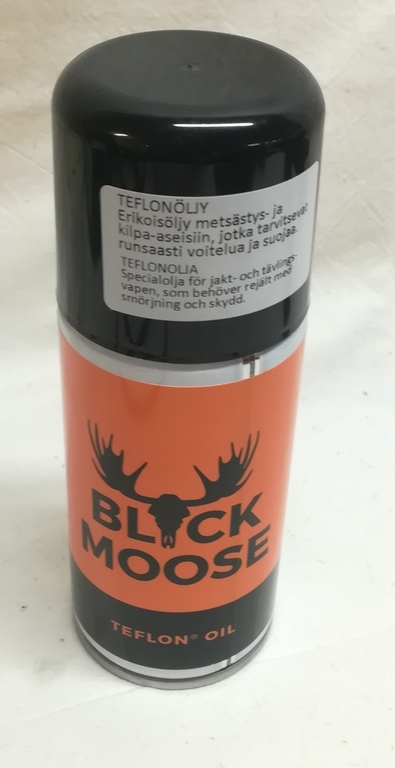 TEFLONÖLJY
Erikoisöljy metsästys- ja
kilpa-aseisiin, jotka tarvitsevat
runsaasti voitelua ja suojaa.
TEFLONOLJA
Specialolja för jakt- och tävlings-
vapen, som behöver rejält med
smörjning och skydd.
BLACK
MOOSE
TEFLON® OIL